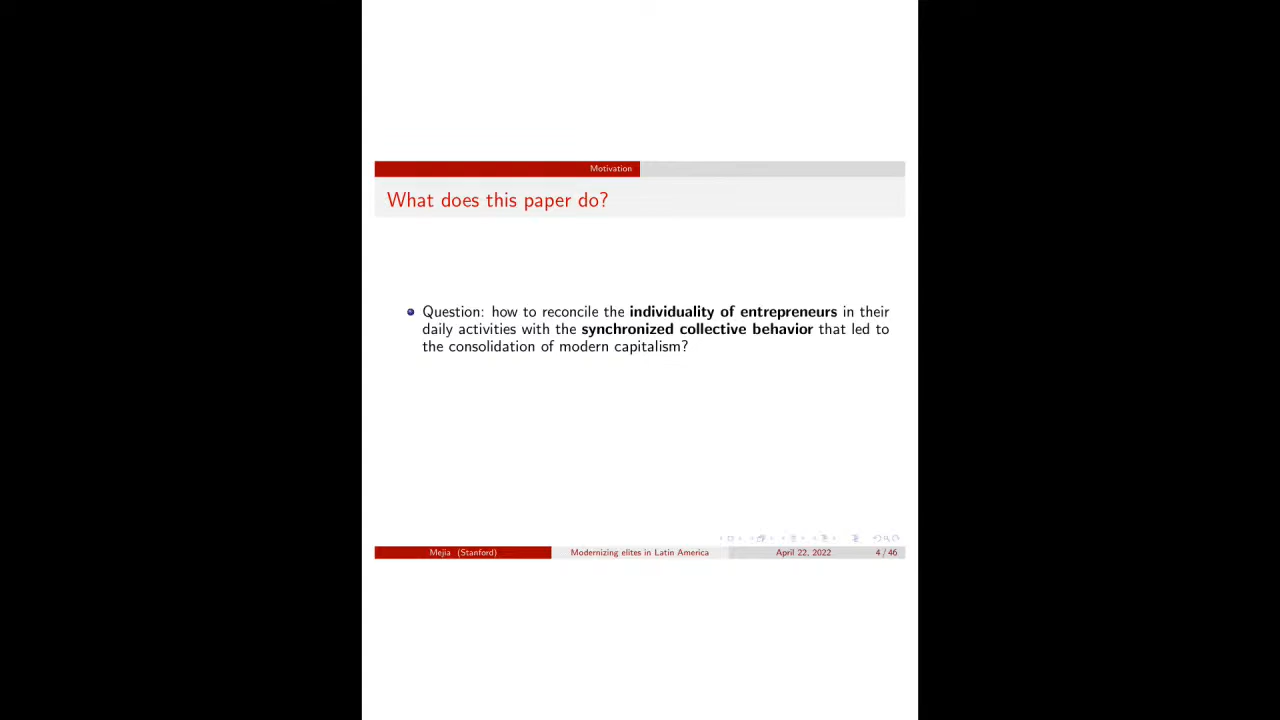 Motivation
What does this paper do?
Question: how to reconcile the individuality of entrepreneurs in their
daily activities with the synchronized collective behavior that led to
the consolidation of modern capitalism?
Mejia (Stanford) Modernizing elites in Latin America April 22, 2022 4 / 46